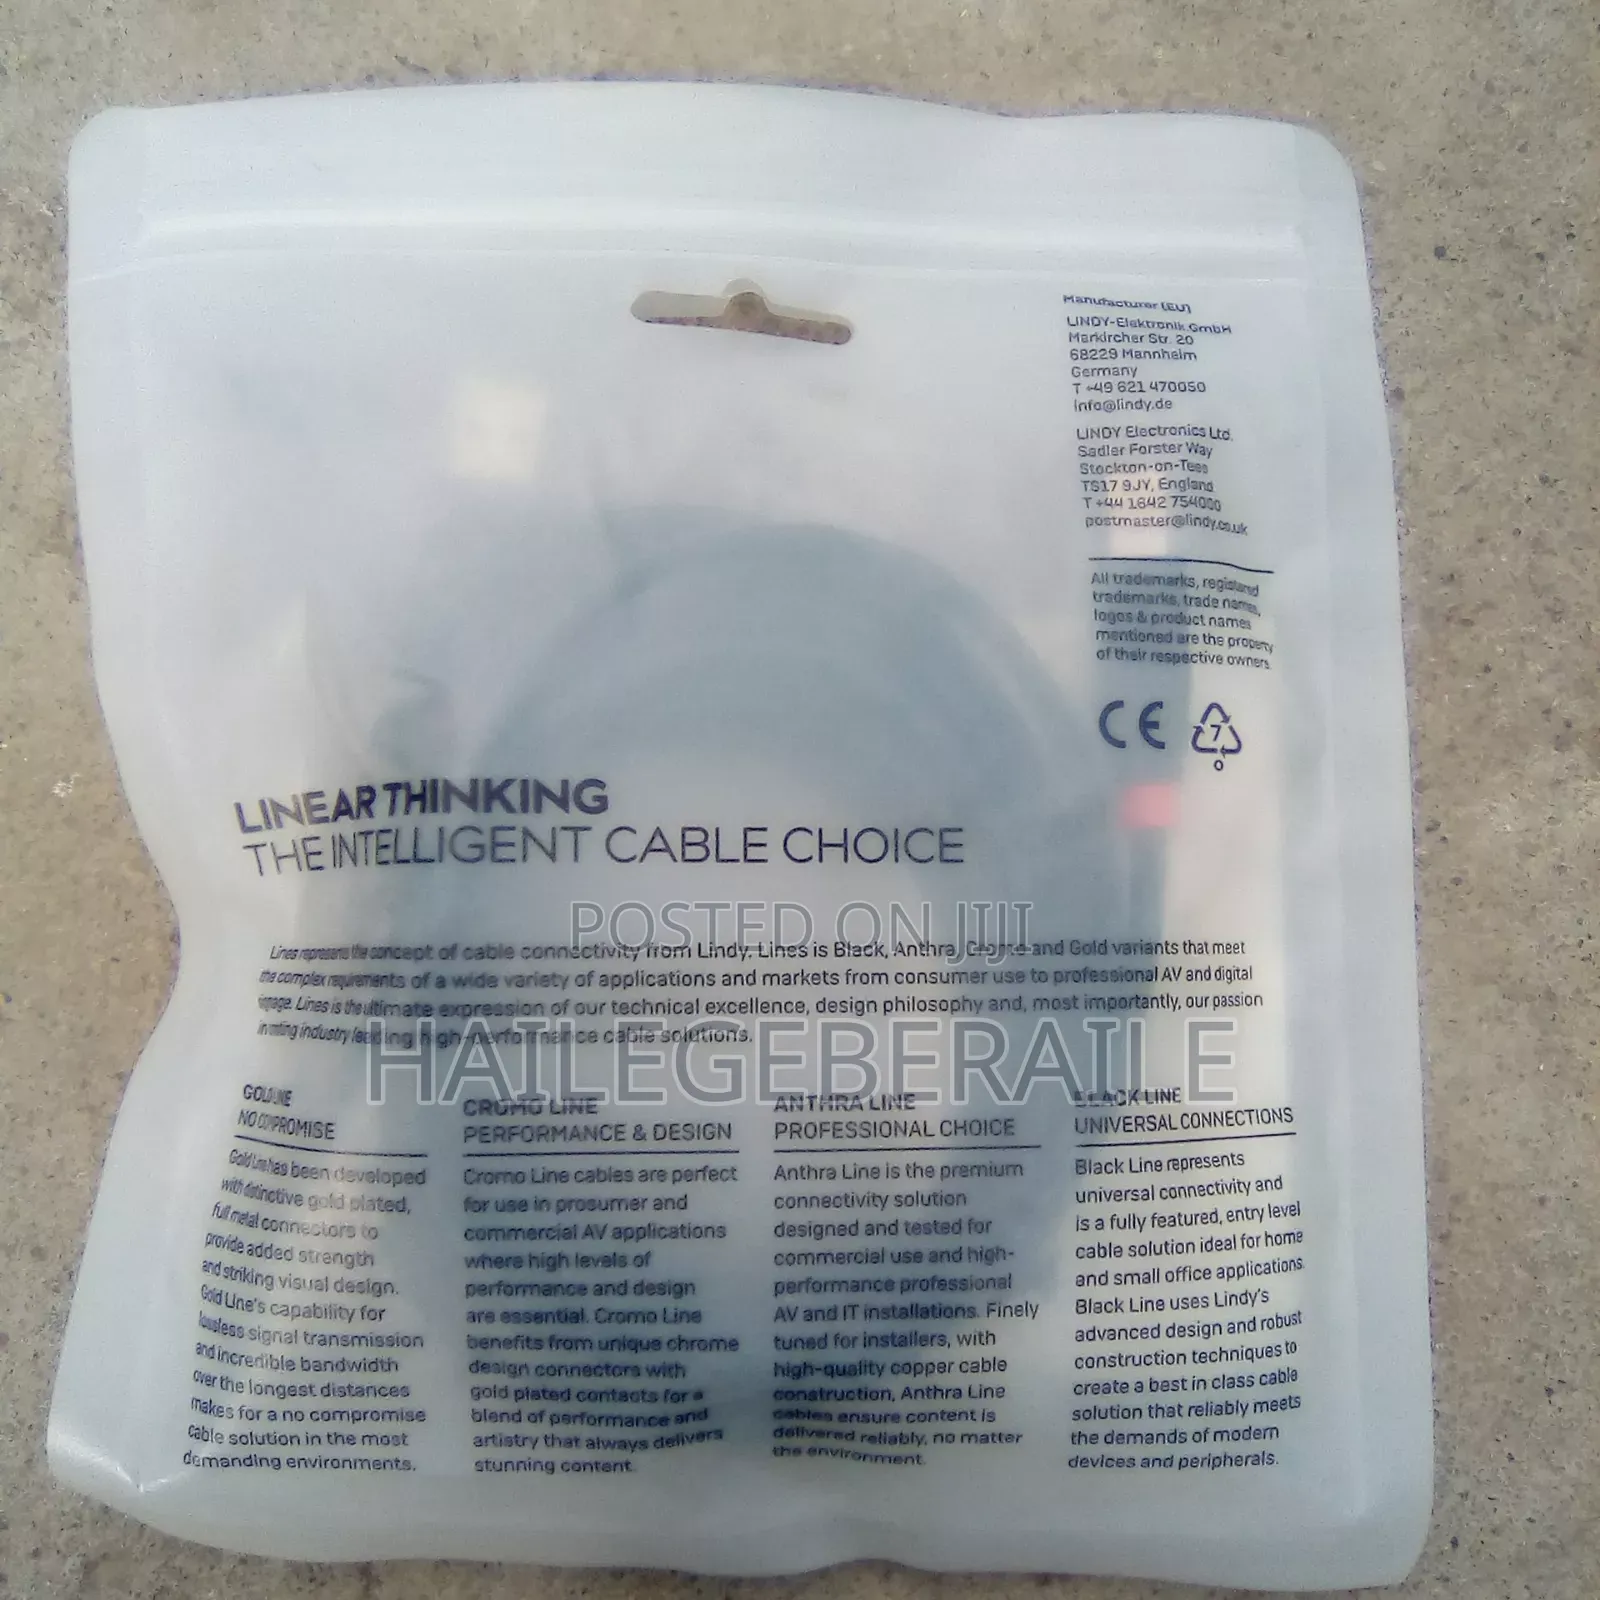 Manufacturer (EU)
LINDY-Elektronik GmbH
Markircher Str. 20
68229 Mannheim
Germany
T +49 621 470050
info@lindy.de
LINDY Electronics Ltd.
Sadler Forster Way
Stockton-on-Tees
TS17 9JY, England
T +44 1642 754000
postmaster@lindy.co.uk
All trademarks, registered
trademarks, trade names,
logos & product names
mentioned are the property
of their respective owners.
CE
7
O
LINEAR THINKING
THE INTELLIGENT CABLE CHOICE
POSTED ON JIJI
Lines represents the concept of cable connectivity from Lindy. Lines is Black, Anthra, Cromo and Gold variants that meet
the complex requirements of a wide variety of applications and markets from consumer use to professional AV and digital
signage. Lines is the ultimate expression of our technical excellence, design philosophy and, most importantly, our passion
in creating industry leading high-performance cable solutions.
HAILEGEBERAILE
GOLD LINE
NO COMPROMISE
Gold Line has been developed
with distinctive gold plated,
full metal connectors to
provide added strength
and striking visual design.
Gold Line's capability for
lossless signal transmission
and incredible bandwidth
over the longest distances
makes for a no compromise
cable solution in the most
demanding environments.
CROMO LINE
PERFORMANCE & DESIGN
Cromo Line cables are perfect
for use in prosumer and
commercial AV applications
where high levels of
performance and design
are essential. Cromo Line
benefits from unique chrome
design connectors with
gold plated contacts for a
blend of performance and
artistry that always delivers
stunning content.
ANTHRA LINE
PROFESSIONAL CHOICE
Anthra Line is the premium
connectivity solution
designed and tested for
commercial use and high-
performance professional
AV and IT installations. Finely
tuned for installers, with
high-quality copper cable
construction, Anthra Line
cables ensure content is
delivered reliably, no matter
the environment.
BLACK LINE
UNIVERSAL CONNECTIONS
Black Line represents
universal connectivity and
is a fully featured, entry level
cable solution ideal for home
and small office applications.
Black Line uses Lindy's
advanced design and robust
construction techniques to
create a best in class cable
solution that reliably meets
the demands of modern
devices and peripherals.